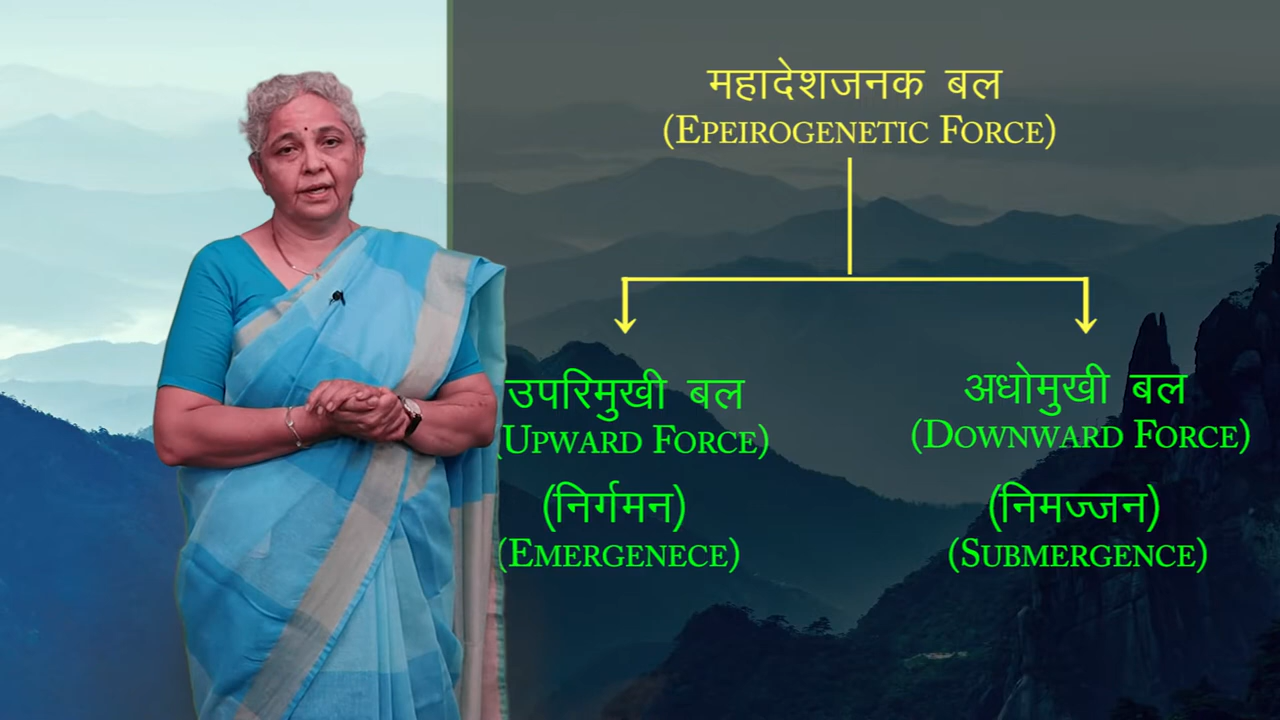 महादेशजनक बल
(EPEIROGENETIC FORCE)
उपरिमुखी बल
(UPWARD FORCE)
(निर्गमन)
(EMERGENECE)
अधोमुखी बल
(DOWNWARD FORCE)
(निमज्जन)
(SUBMERGENCE)